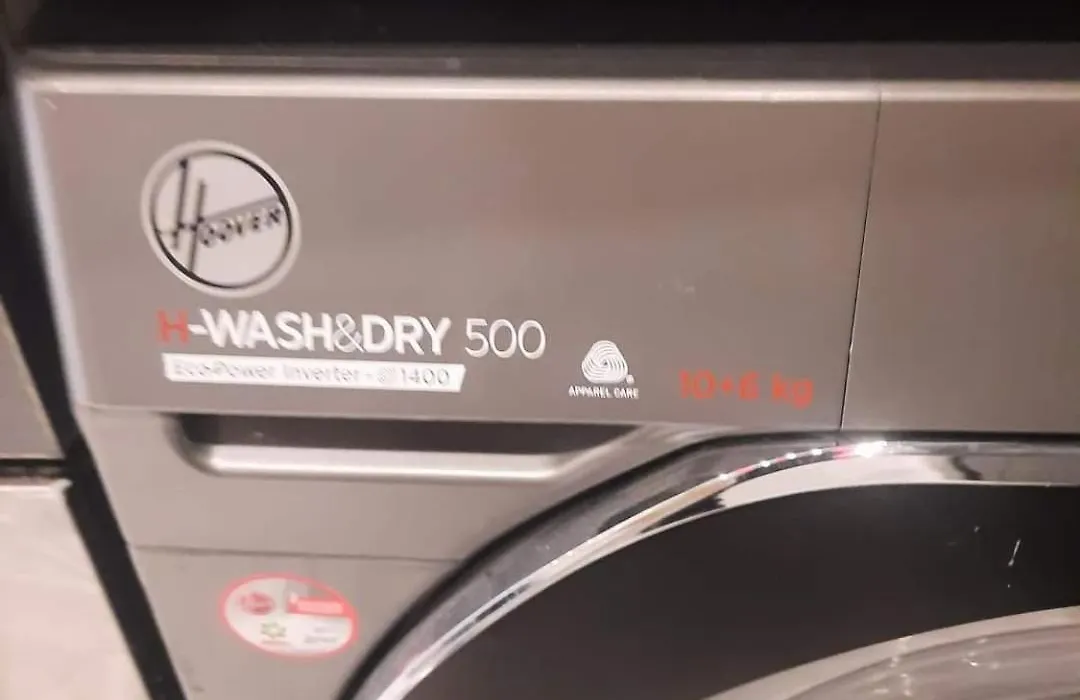 HOOVER
H-WASH&DRY 500
Eco-Power Inverter - 1400
APPAREL CARE
10+6 kg